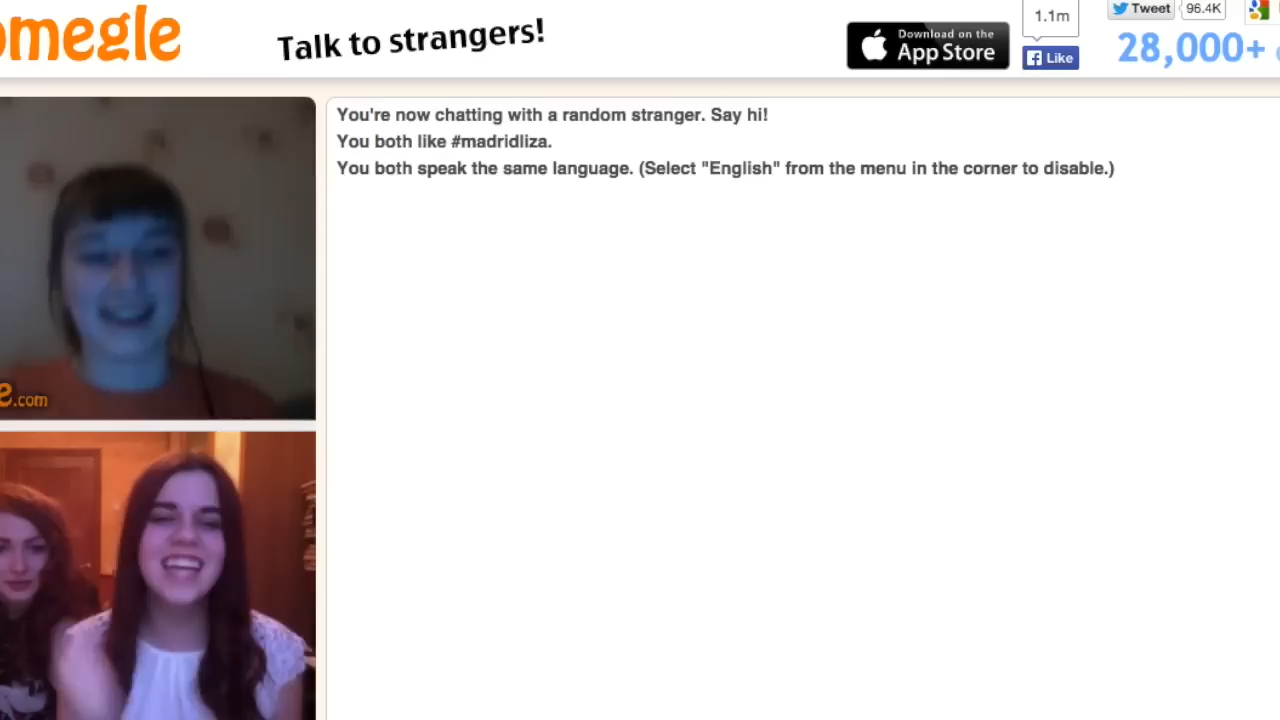 omegle
Talk to strangers!
Download on the
App Store
1.1m
Like
Tweet
96.4K
28,000+
You're now chatting with a random stranger. Say hi!
You both like #madridliza.
You both speak the same language. (Select "English" from the menu in the corner to disable.)
e.com